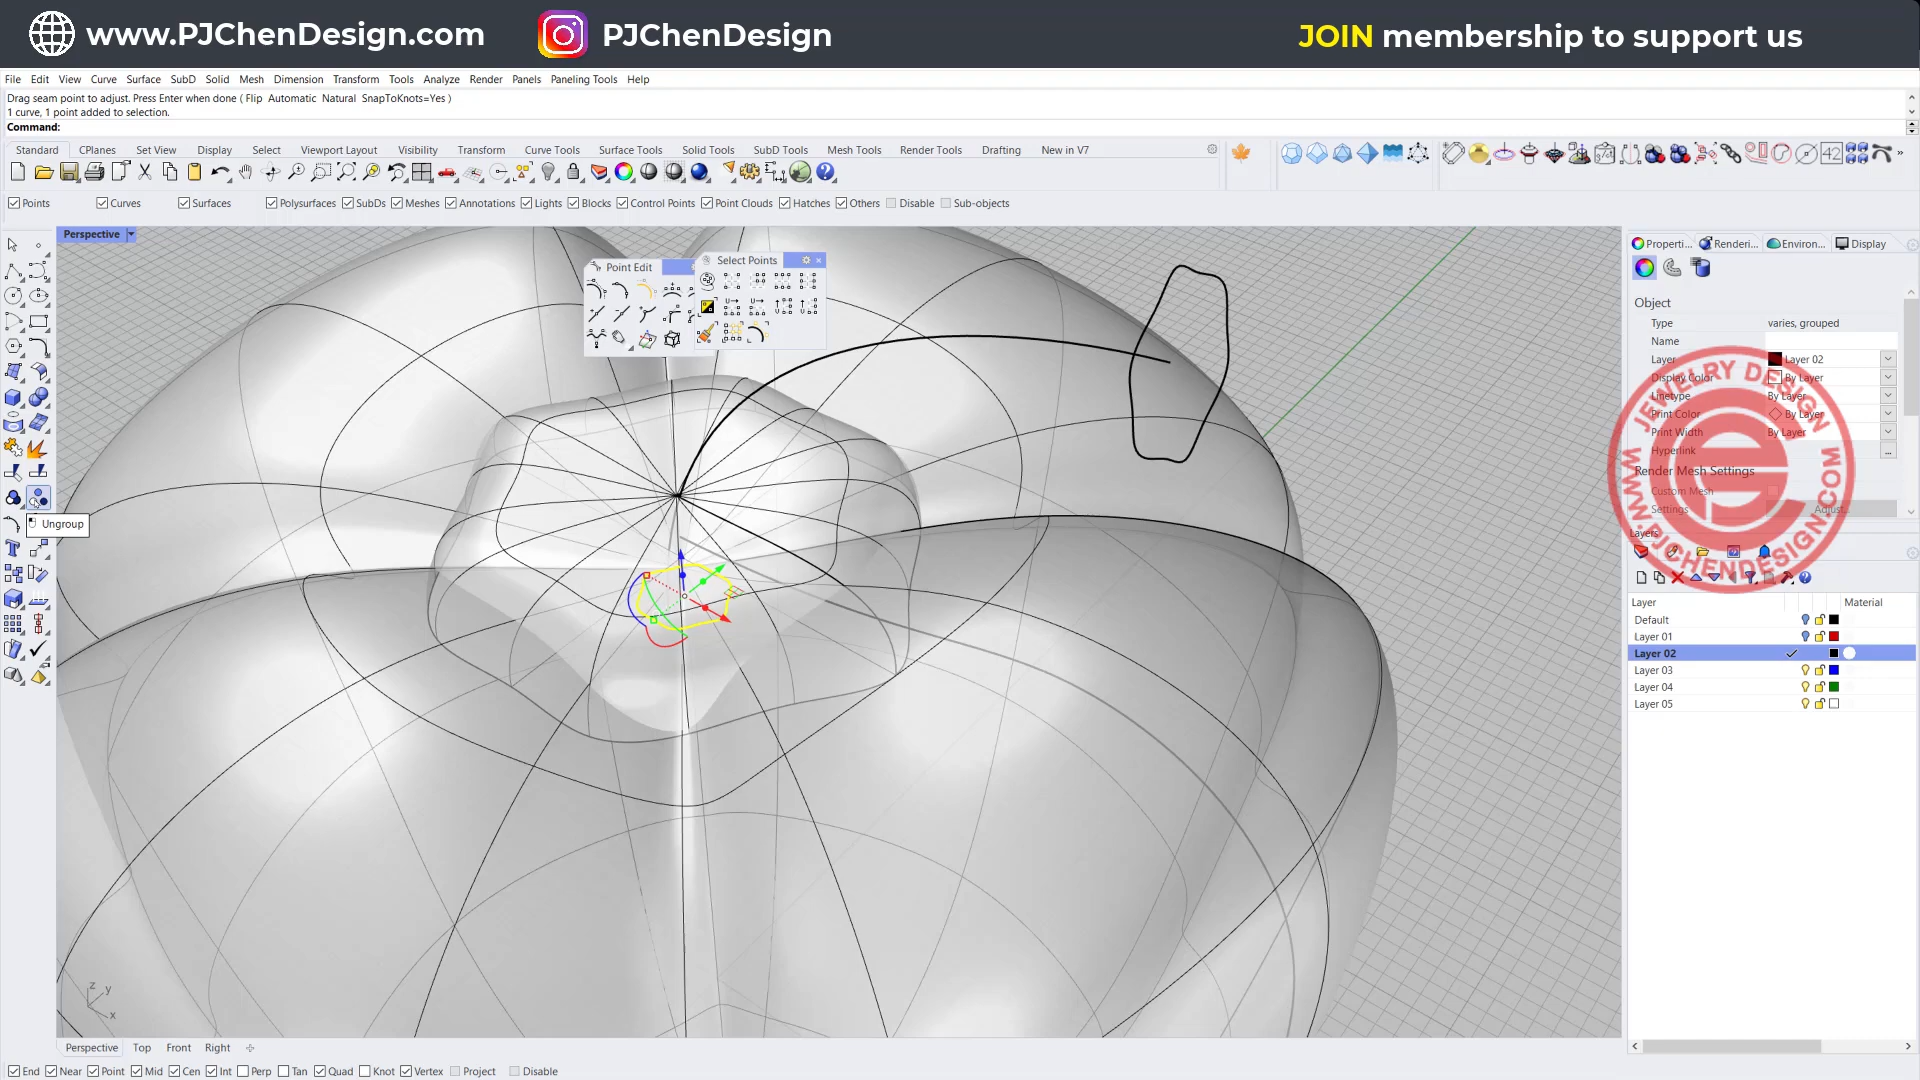 www.PJChenDesign.com PJChenDesign JOIN membership to support us
File Edit View Curve Surface SubD Solid Mesh Dimension Transform Tools Analyze Render Panels Paneling Tools Help
Drag seam point to adjust. Press Enter when done ( Flip Automatic Natural SnapToKnots=Yes )
1 curve, 1 point added to selection.
Command:
Standard CPlanes Set View Display Select Viewport Layout Visibility Transform Curve Tools Surface Tools Solid Tools SubD Tools Mesh Tools Render Tools Drafting New in V7
42
Points Curves Surfaces Polysurfaces SubDs Meshes Annotations Lights Blocks Control Points Point Clouds Hatches Others Disable Sub-objects
Perspective
Properti... Renderi... Environ... Display
Point Edit
Select Points
Object
Type varies, grouped
Name
Layer Layer 02
Display Color By Layer
Linetype By Layer
Print Color By Layer
Print Width By Layer
Hyperlink ...
Render Mesh Settings
Custom Mesh
Settings Adjust...
JEWELRY DESIGN
WWW.PJCHENDESIGN.COM
Ungroup
Layers
Layer Material
Default
Layer 01
Layer 02
Layer 03
Layer 04
Layer 05
z y
x
Perspective Top Front Right
End Near Point Mid Cen Int Perp Tan Quad Knot Vertex Project Disable